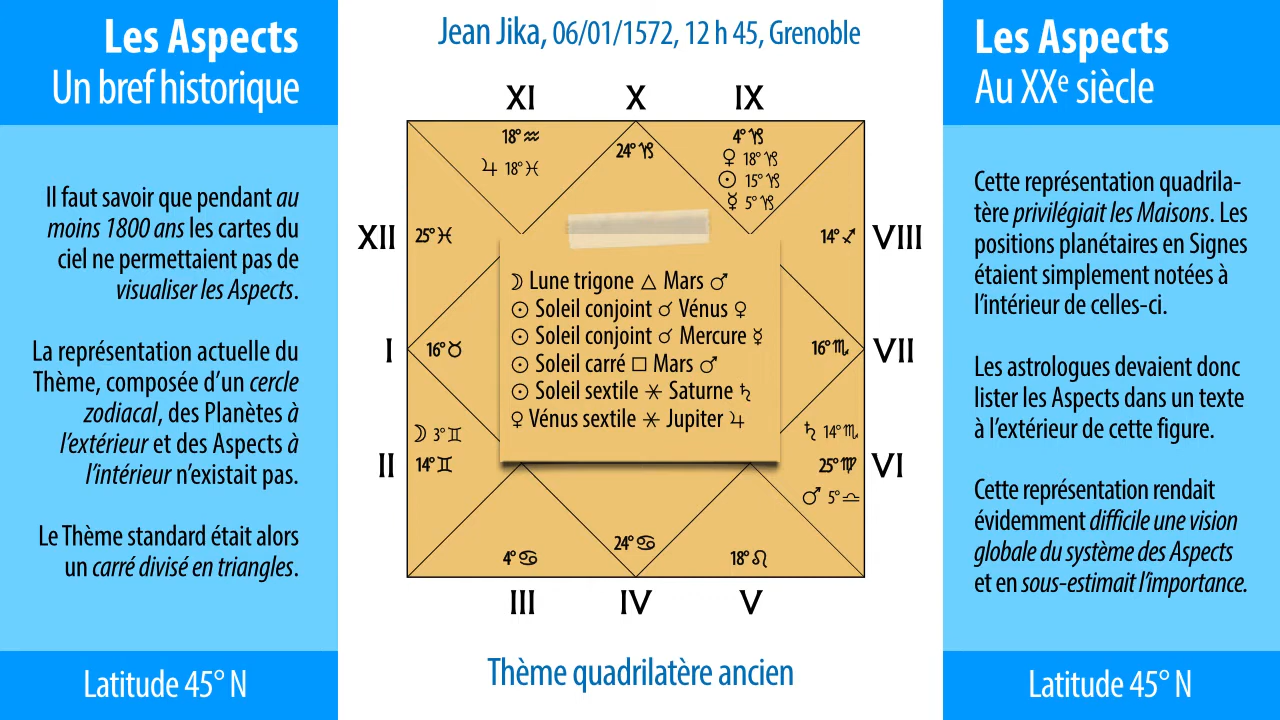 Les Aspects
Un bref historique
Il faut savoir que pendant au
moins 1800 ans les cartes du
ciel ne permettaient pas de
visualiser les Aspects.
La représentation actuelle du
Thème, composée d’un cercle
zodiacal, des Planètes à
l’extérieur et des Aspects à
l’intérieur n’existait pas.
Le Thème standard était alors
un carré divisé en triangles.
Latitude 45° N
Jean Jika, 06/01/1572, 12 h 45, Grenoble
XI X IX
18°♒ 24°♑ 4°♑
♃ 18°♓ ♀ 18°♑
☉ 15°♑
☿ 5°♑
XII 25°♓ 14°♐ VIII
☽ Lune trigone △ Mars ♂
☉ Soleil conjoint ☌ Vénus ♀
☉ Soleil conjoint ☌ Mercure ☿
☉ Soleil carré □ Mars ♂
☉ Soleil sextile ⚹ Saturne ♄
♀ Vénus sextile ⚹ Jupiter ♃
I 16°♉ 16°♏ VII
☽ 3°♊ ♄ 14°♏
II 14°♊ 25°♍ VI
♂ 5°♎
4°♋ 24°♋ 18°♌
III IV V
Thème quadrilatère ancien
Les Aspects
Au XXe siècle
Cette représentation quadrila-
tère privilégiait les Maisons. Les
positions planétaires en Signes
étaient simplement notées à
l’intérieur de celles-ci.
Les astrologues devaient donc
lister les Aspects dans un texte
à l’extérieur de cette figure.
Cette représentation rendait
évidemment difficile une vision
globale du système des Aspects
et en sous-estimait l’importance.
Latitude 45° N